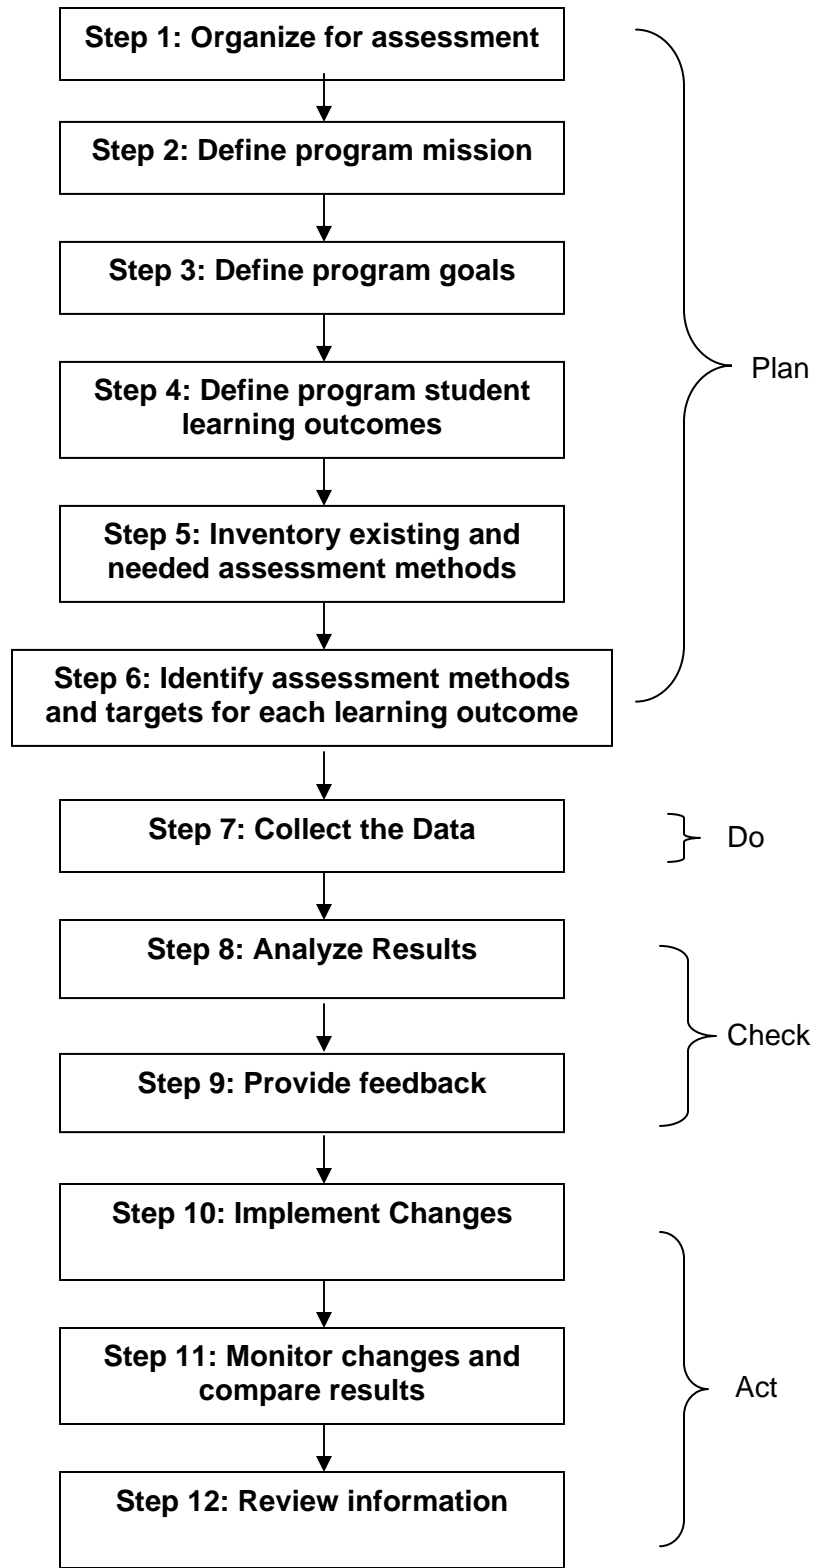 Step 1: Organize for assessment
Step 2: Define program mission
Step 3: Define program goals
Step 4: Define program student
learning outcomes
Plan
Step 5: Inventory existing and
needed assessment methods
Step 6: Identify assessment methods
and targets for each learning outcome
Step 7: Collect the Data
Do
Step 8: Analyze Results
Check
Step 9: Provide feedback
Step 10: Implement Changes
Step 11: Monitor changes and
compare results
Act
Step 12: Review information